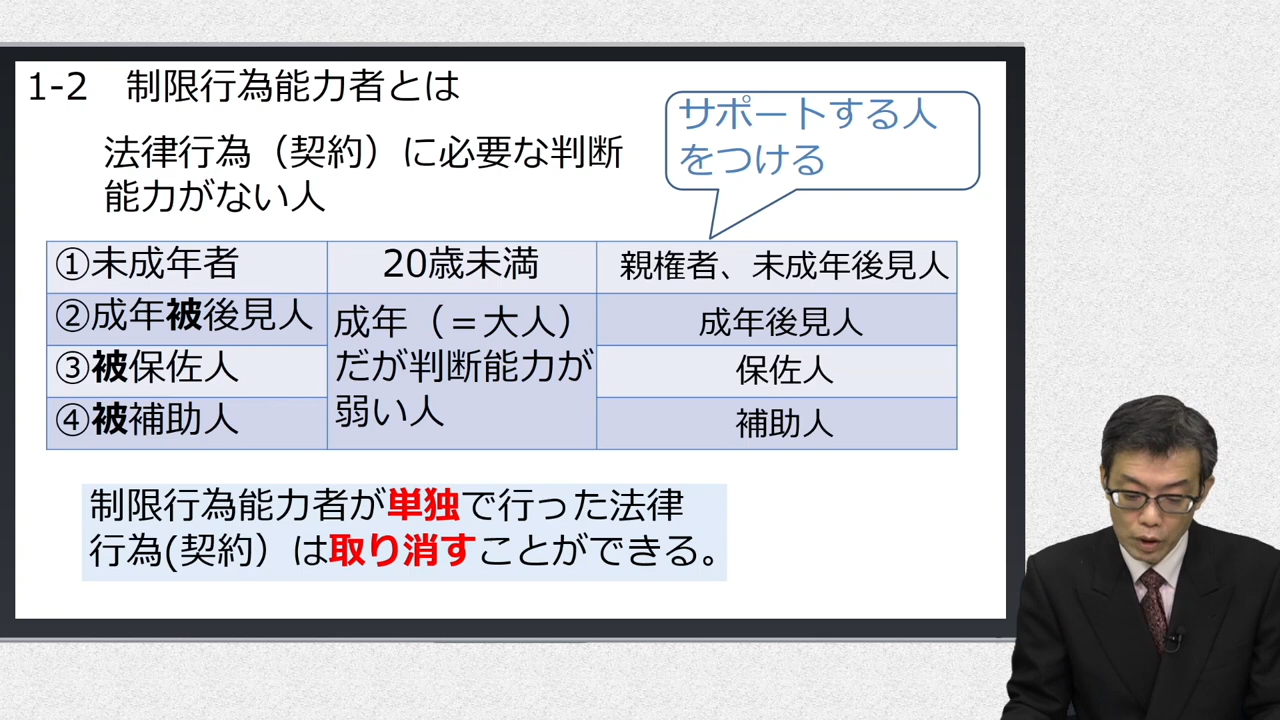 1-2　制限行為能力者とは
法律行為（契約）に必要な判断
能力がない人
サポートする人
をつける
①未成年者
20歳未満
親権者、未成年後見人
②成年被後見人
成年（＝大人）
だが判断能力が
弱い人
成年後見人
③被保佐人
保佐人
④被補助人
補助人
制限行為能力者が単独で行った法律
行為(契約）は取り消すことができる。